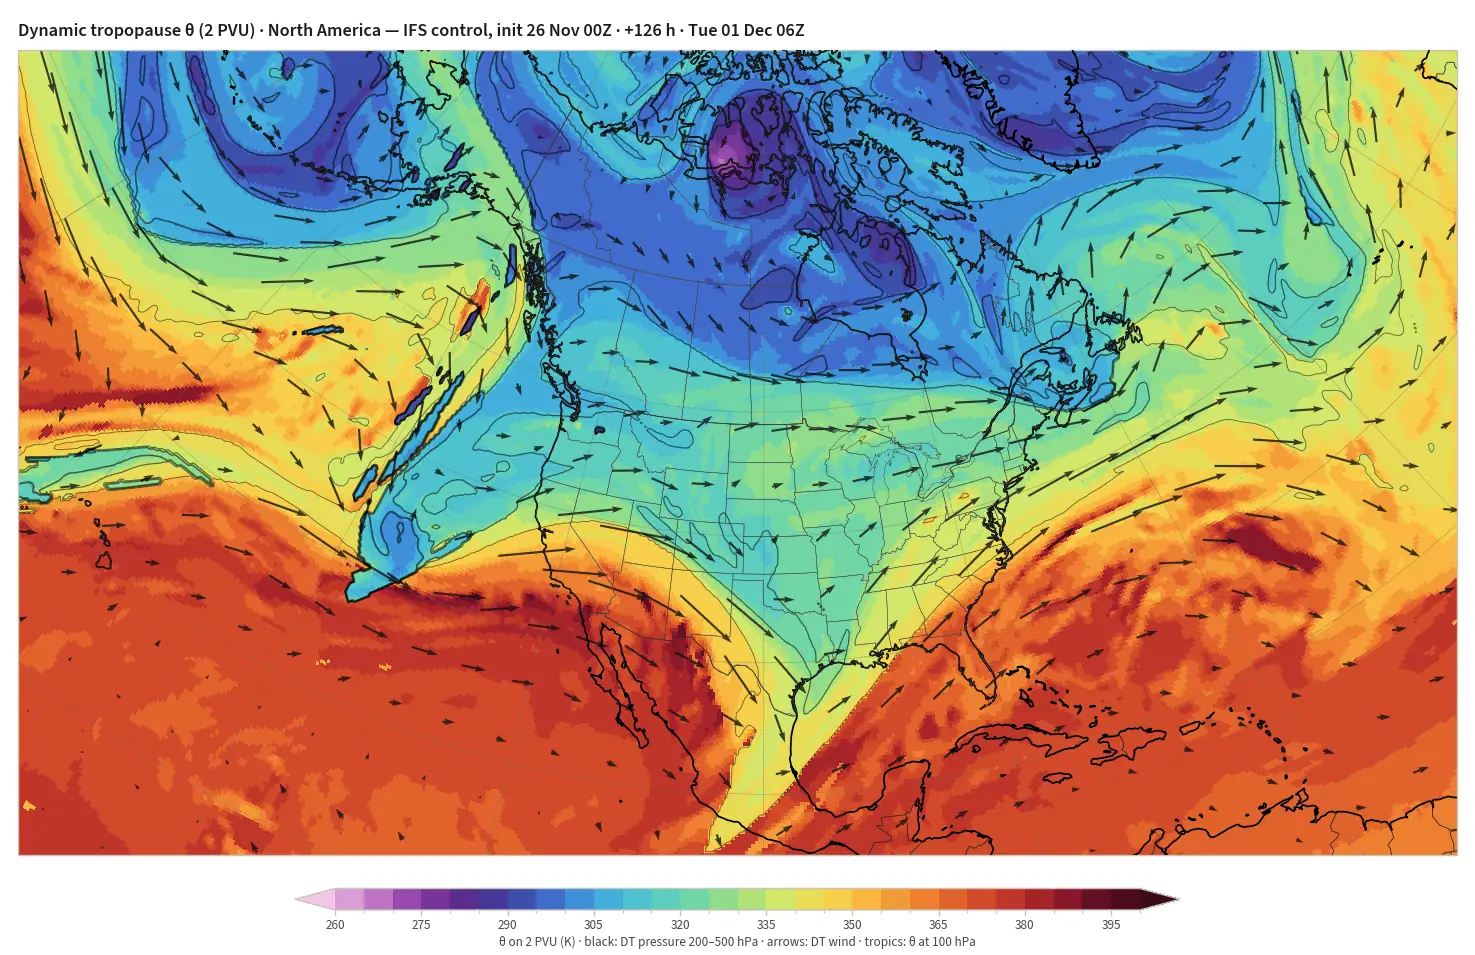 Dynamic tropopause θ (2 PVU) · North America — IFS control, init 26 Nov 00Z · +126 h · Tue 01 Dec 06Z
260 275 290 305 320 335 350 365 380 395
θ on 2 PVU (K) · black: DT pressure 200–500 hPa · arrows: DT wind · tropics: θ at 100 hPa